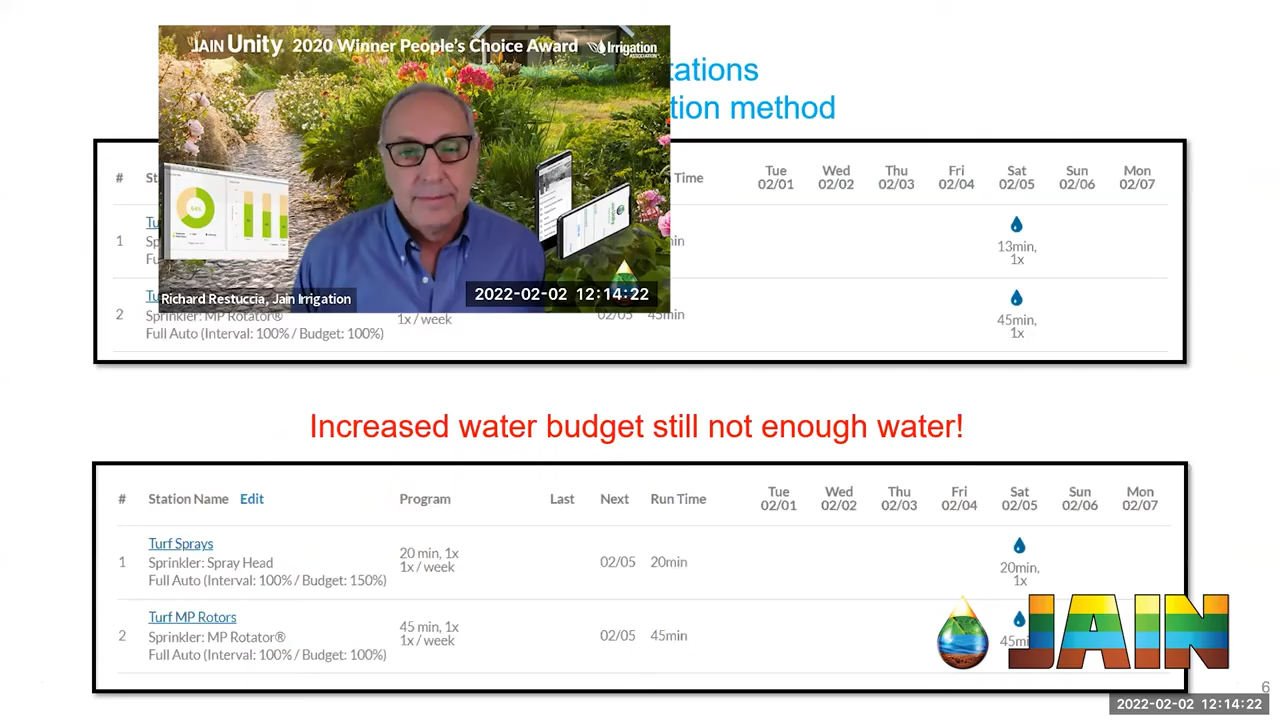 JAIN Unity 2020 Winner People's Choice Award Irrigation
ASSOCIATION
Richard Restuccia, Jain Irrigation
2022-02-02 12:14:22
tion method
# Time Tue Wed Thu Fri Sat Sun Mon
02/01 02/02 02/03 02/04 02/05 02/06 02/07
1
13min,
1x
2 Sprinkler: MP Rotator® 1x / week 02/05 45min
Full Auto (Interval: 100% / Budget: 100%)
45min,
1x
Increased water budget still not enough water!
# Station Name Edit Program Last Next Run Time Tue Wed Thu Fri Sat Sun Mon
02/01 02/02 02/03 02/04 02/05 02/06 02/07
Turf Sprays
1 Sprinkler: Spray Head 20 min, 1x 02/05 20min 20min,
Full Auto (Interval: 100% / Budget: 150%) 1x / week 1x
Turf MP Rotors
2 Sprinkler: MP Rotator® 45 min, 1x 02/05 45min
Full Auto (Interval: 100% / Budget: 100%) 1x / week
JAIN
6
2022-02-02 12:14:22